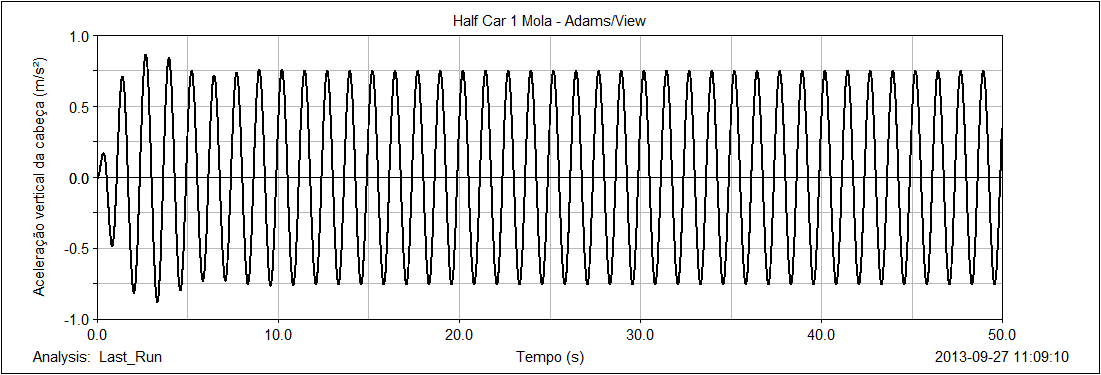 Half Car 1 Mola - Adams/View
Aceleração vertical da cabeça (m/s²)
1.0
0.5
0.0
-0.5
-1.0
0.0 10.0 20.0 30.0 40.0 50.0
Analysis: Last_Run Tempo (s) 2013-09-27 11:09:10